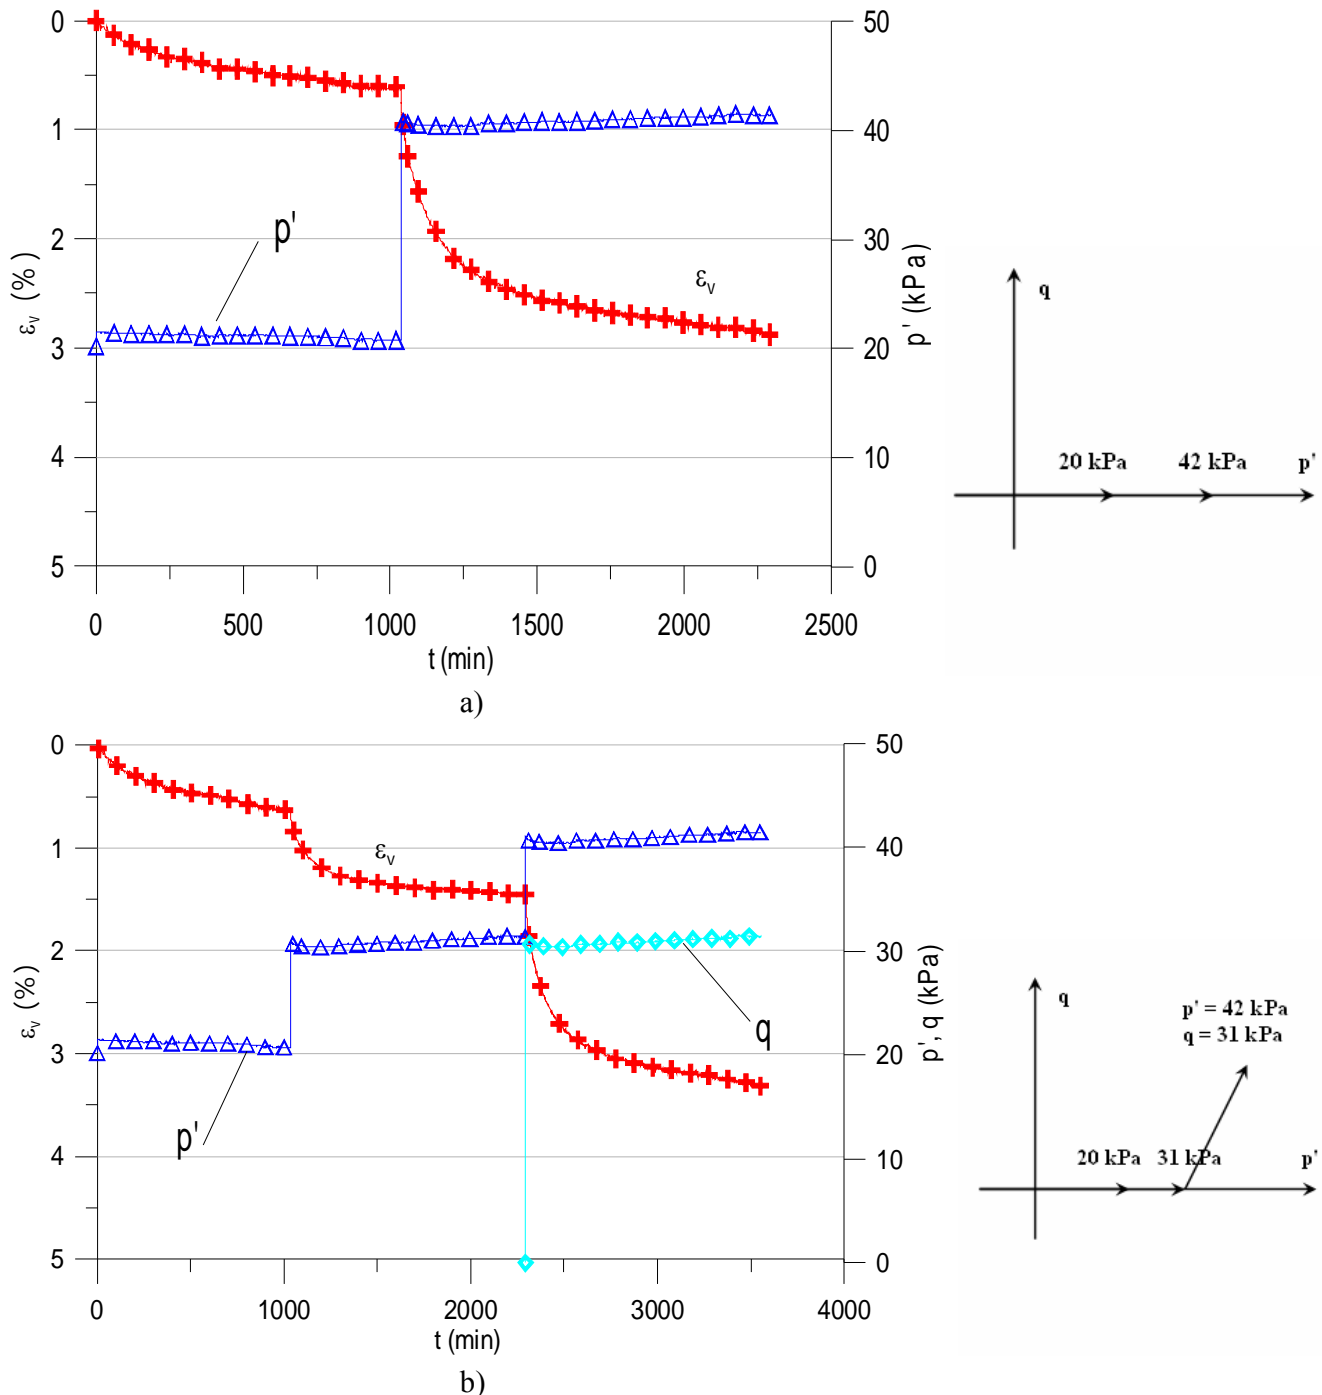 0
1
2
3
4
5
εv (%)
50
40
30
20
10
0
p' (kPa)
p'
εv
0 500 1000 1500 2000 2500
t (min)
q
20 kPa 42 kPa p'
a)
0
1
2
3
4
5
εv (%)
50
40
30
20
10
0
p', q (kPa)
εv
q
p'
0 1000 2000 3000 4000
t (min)
q
p' = 42 kPa
q = 31 kPa
20 kPa 31 kPa p'
b)